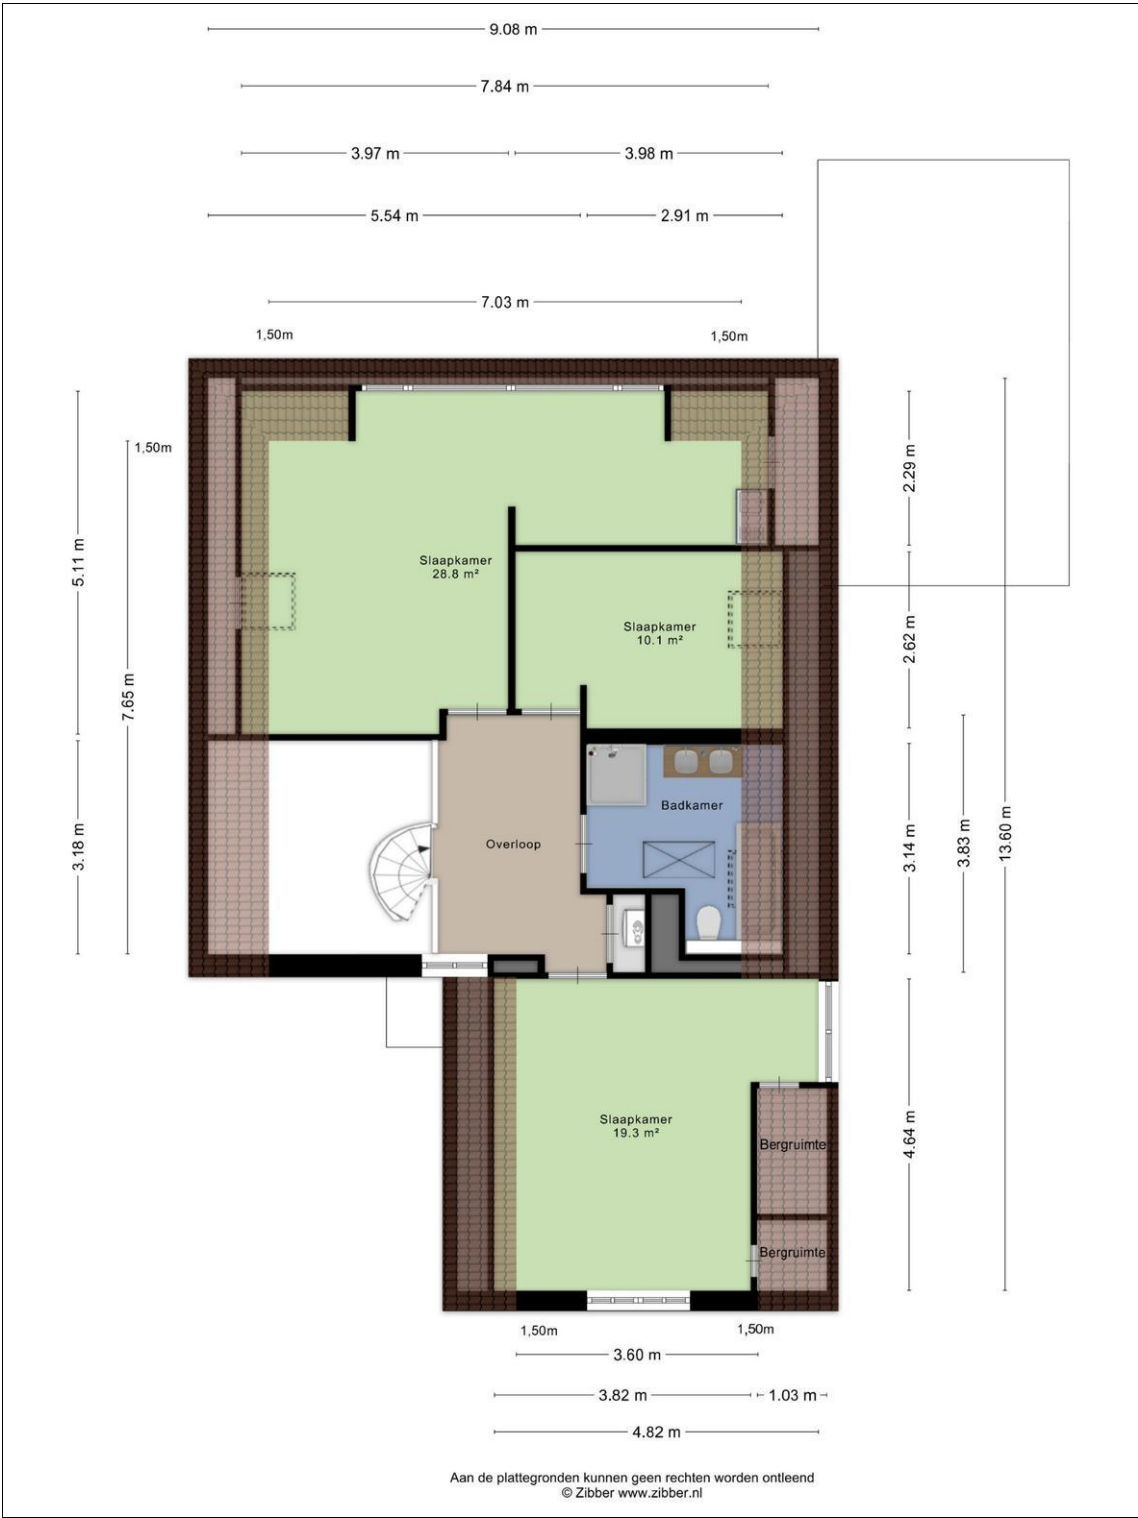 9.08 m
7.84 m
3.97 m
3.98 m
5.54 m
2.91 m
7.03 m
1,50m
1,50m
1,50m
2.29 m
5.11 m
Slaapkamer
28.8 m²
Slaapkamer
10.1 m²
2.62 m
7.65 m
Badkamer
Overloop
3.18 m
3.14 m
3.83 m
13.60 m
Slaapkamer
19.3 m²
Bergruimte
4.64 m
Bergruimte
1,50m
1,50m
3.60 m
3.82 m
1.03 m
4.82 m
Aan de plattegronden kunnen geen rechten worden ontleend
© Zibber www.zibber.nl